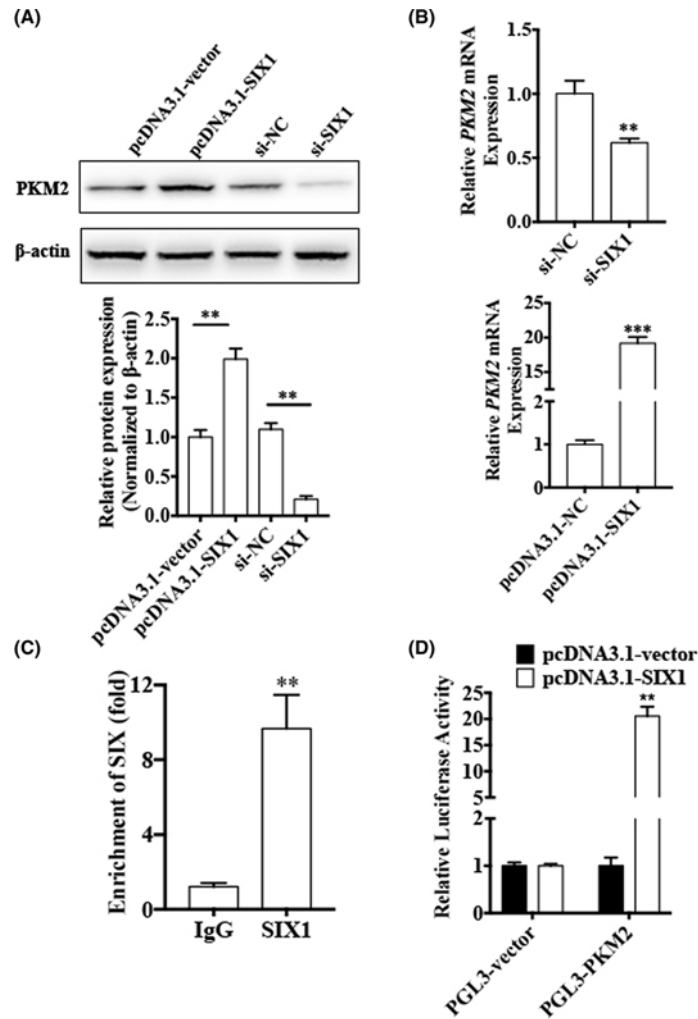 (A)
pcDNA3.1-vector
pcDNA3.1-SIX1
si-NC
si-SIX1
PKM2
β-actin
Relative protein expression
(Normalized to β-actin)
2.5
2.0
1.5
1.0
0.5
0.0
**
**
pcDNA3.1-vector
pcDNA3.1-SIX1
si-NC
si-SIX1
(B)
Relative PKM2 mRNA
Expression
1.5
1.0
0.5
0.0
**
si-NC
si-SIX1
Relative PKM2 mRNA
Expression
25
20
15
2
1
0
***
pcDNA3.1-NC
pcDNA3.1-SIX1
(C)
Enrichment of SIX (fold)
12
8
4
0
**
IgG
SIX1
(D)
pcDNA3.1-vector
pcDNA3.1-SIX1
Relative Luciferase Activity
25
20
15
10
5
2
1
0
**
PGL3-vector
PGL3-PKM2